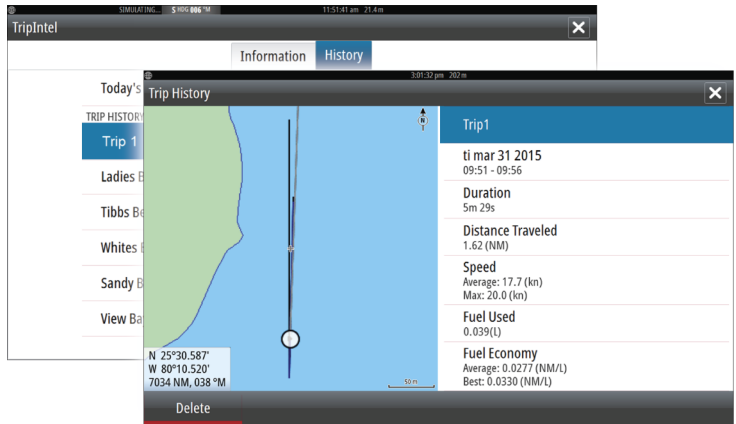 SIMULATING... S HDG 006 °M 11:51:41 am 21.4 m
TripIntel
Information History
Today's
TRIP HISTORY
Trip 1
Ladies
Tibbs
Whites
Sandy
View
3:01:32 pm 202 m
Trip History
N
Trip1
ti mar 31 2015
09:51 - 09:56
Duration
5m 29s
Distance Traveled
1.62 (NM)
Speed
Average: 17.7 (kn)
Max: 20.0 (kn)
Fuel Used
0.039(L)
Fuel Economy
Average: 0.0277 (NM/L)
Best: 0.0330 (NM/L)
N 25°30.587'
W 80°10.520'
7034 NM, 038 °M
50 m
Delete